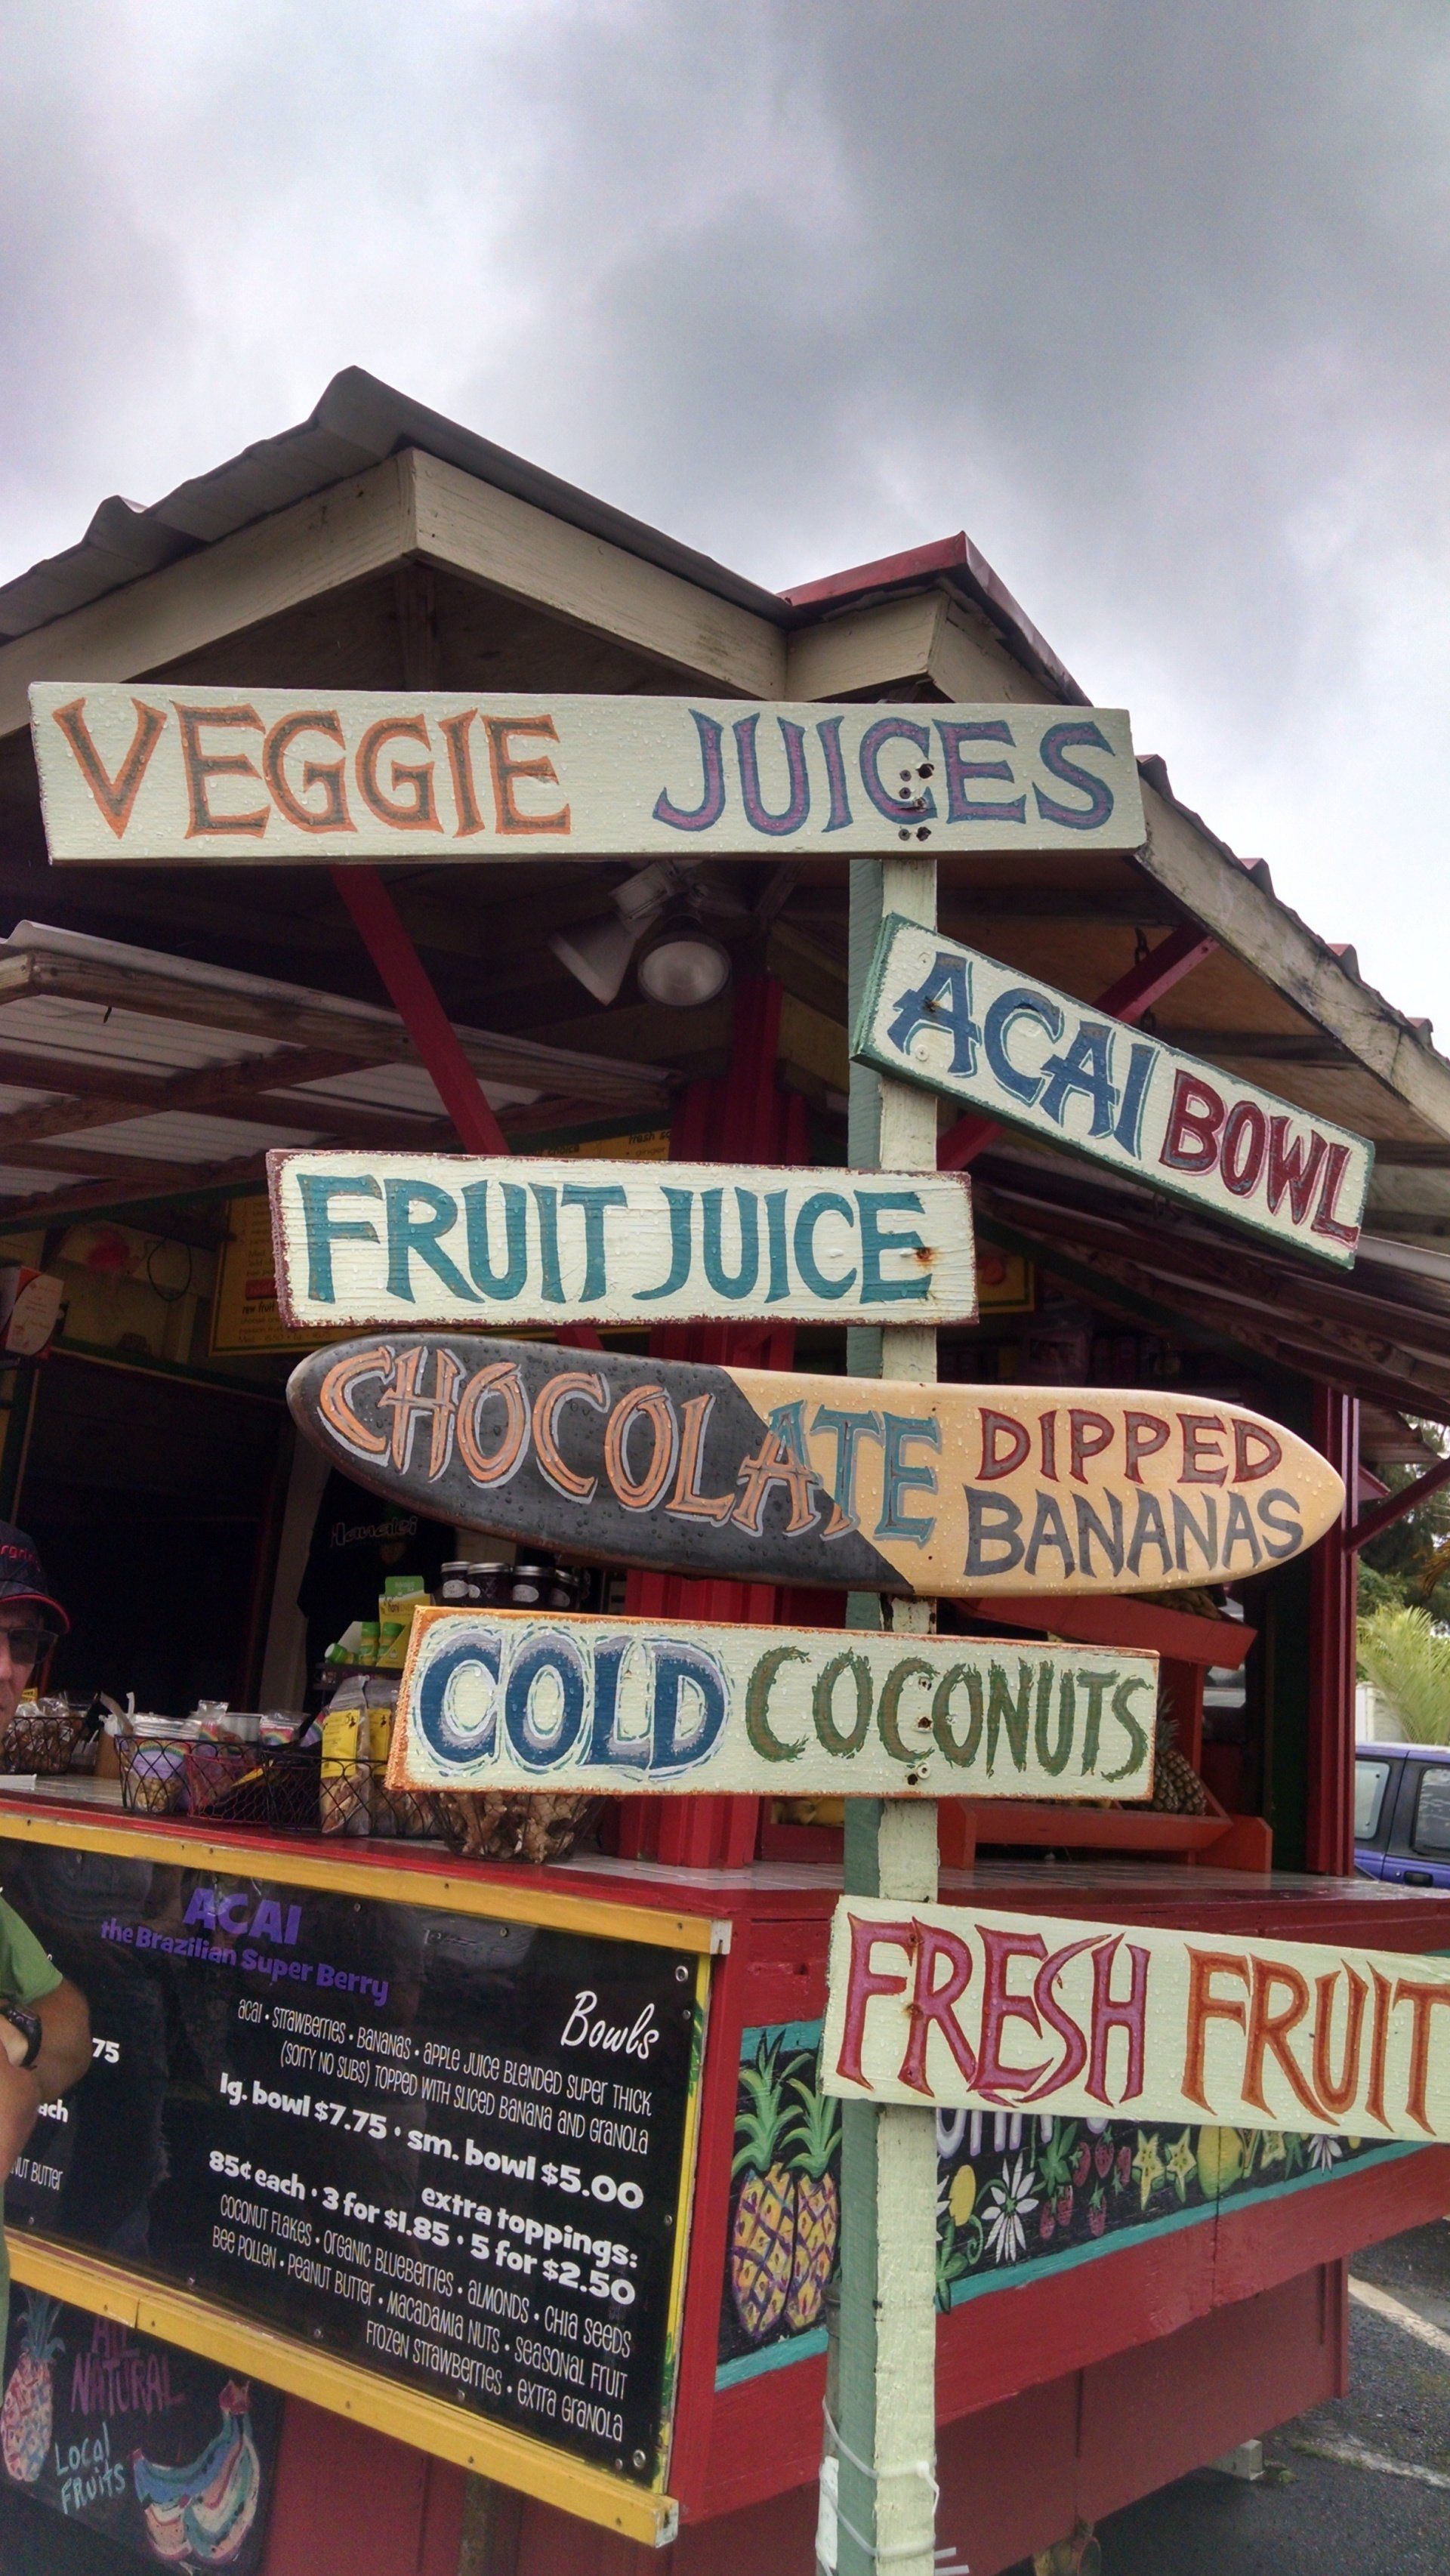 VEGGIE JUICES
ACAI BOWL
FRUIT JUICE
CHOCOLATE DIPPED
BANANAS
COLD COCONUTS
FRESH FRUIT
Hanalei
ACAI
the Brazilian Super Berry
Bowls
acai • strawberries • bananas • apple juice blended super thick
(sorry no subs) topped with sliced banana and granola
lg. bowl $7.75 • sm. bowl $5.00
extra toppings:
85¢ each • 3 for $1.85 • 5 for $2.50
coconut flakes • organic blueberries • almonds • chia seeds
bee pollen • peanut butter • macadamia nuts • seasonal fruit
frozen strawberries • extra granola
75
ALL
NATURAL
LOCAL
FRUITS